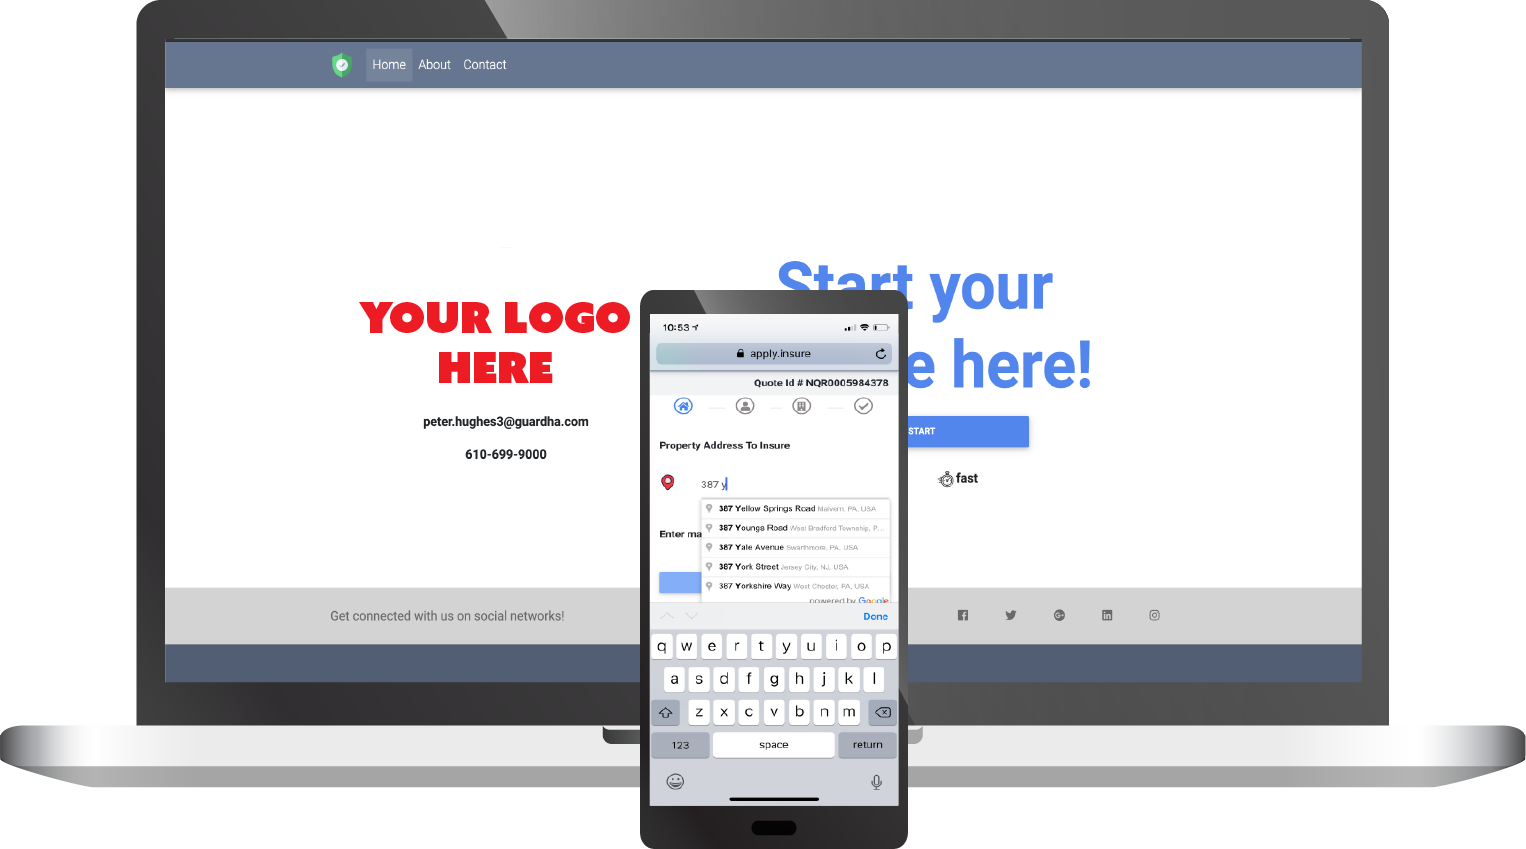 Home About Contact
Start your
e here!
YOUR LOGO
HERE
peter.hughes3@guardha.com
610-699-9000
START
fast
Get connected with us on social networks!
10:53
apply.insure
Quote Id # NQR0005984378
Property Address To Insure
387 y
387 Yellow Springs Road Malvern, PA, USA
387 Youngs Road West Bradford Township, P...
387 Yale Avenue Swarthmore, PA, USA
387 York Street Jersey City, NJ, USA
387 Yorkshire Way West Chester, PA, USA
powered by Google
Enter ma
Done
q w e r t y u i o p
a s d f g h j k l
z x c v b n m
123 space return